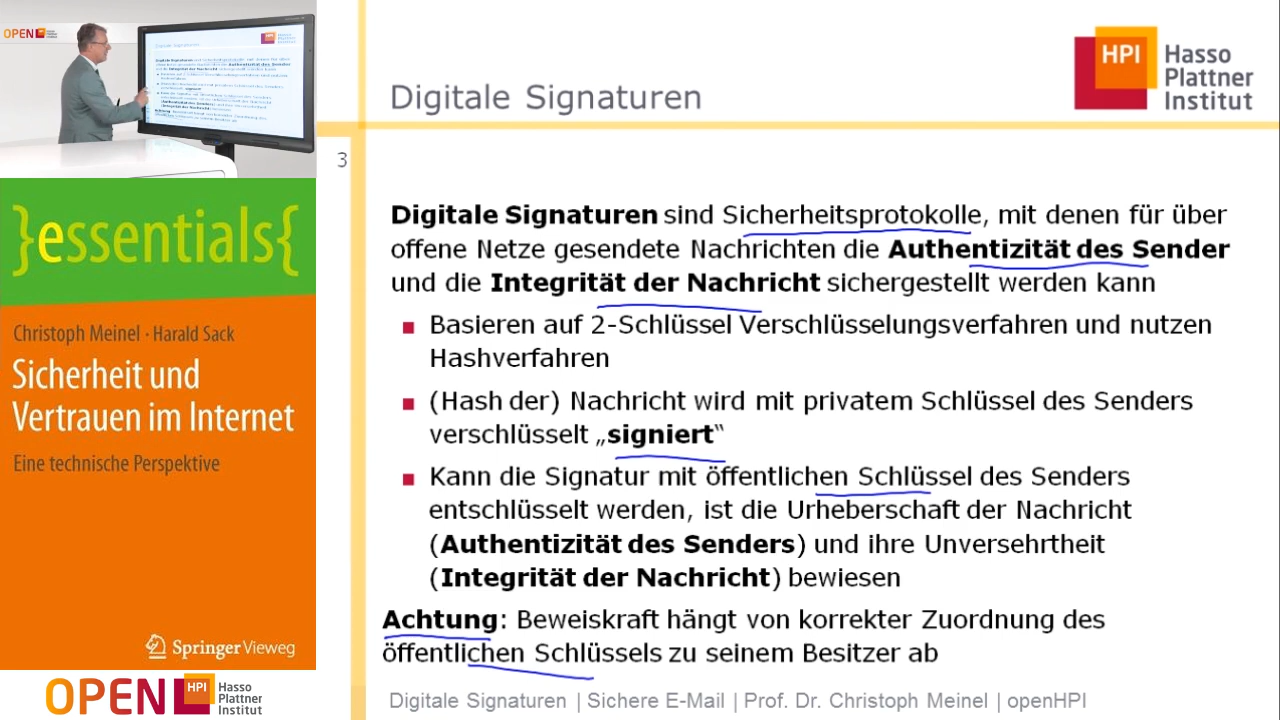 OPEN
HPI
Hasso
Plattner
Institut
Digitale Signaturen
3
Digitale Signaturen sind Sicherheitsprotokolle, mit denen für über
offene Netze gesendete Nachrichten die Authentizität des Sender
und die Integrität der Nachricht sichergestellt werden kann
■ Basieren auf 2-Schlüssel Verschlüsselungsverfahren und nutzen
Hashverfahren
■ (Hash der) Nachricht wird mit privatem Schlüssel des Senders
verschlüsselt „signiert“
■ Kann die Signatur mit öffentlichen Schlüssel des Senders
entschlüsselt werden, ist die Urheberschaft der Nachricht
(Authentizität des Senders) und ihre Unversehrtheit
(Integrität der Nachricht) bewiesen
Achtung: Beweiskraft hängt von korrekter Zuordnung des
öffentlichen Schlüssels zu seinem Besitzer ab
Digitale Signaturen | Sichere E-Mail | Prof. Dr. Christoph Meinel | openHPI
}essentials{
Christoph Meinel · Harald Sack
Sicherheit und
Vertrauen im Internet
Eine technische Perspektive
Springer Vieweg
OPEN HPI
Hasso
Plattner
Institut